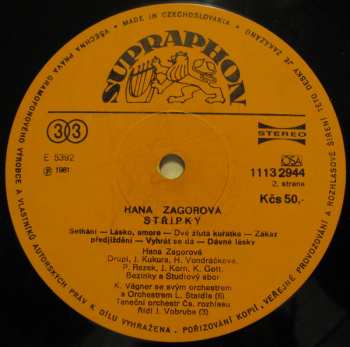 VŠECHNA PRÁVA GRAMOFONOVÉHO VÝROBCE A VLASTNÍKŮ AUTORSKÝCH PRÁV K DÍLU VYHRAŽENA. POŘIZOVÁNÍ KOPIÍ, VEŘEJNÉ PROVOZOVÁNÍ A ROZHLASOVÉ ŠÍŘENÍ TÉTO DESKY JE ZAKÁZÁNO • MADE IN CZECHOSLOVAKIA •
SUPRAPHON
33
STEREO
E 5392
℗ 1981
OSA
1113 2944
2. strana
Kčs 50,-
HANA ZAGOROVÁ
STŘÍPKY
Setkání — Lásko, amore — Dvě žlutá kuřátka — Zákaz
předjíždění — Vyhrát se dá — Dávné lásky
Hana Zagorová
Drupi, J. Kukura, H. Vondráčková,
P. Rezek, J. Korn, K. Gott,
Bezinky a Studiový sbor
K. Vágner se svým orchestrem
a Orchestrem L. Štaidla (6)
Taneční orchestr Čs. rozhlasu
řídí J. Vobruba (3)